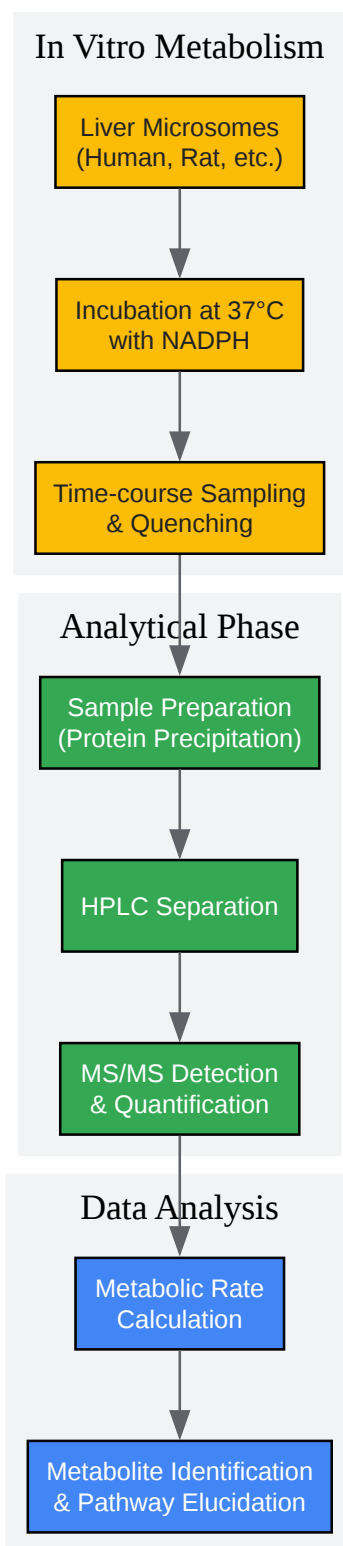 In Vitro Metabolism
Liver Microsomes
(Human, Rat, etc.)
Incubation at 37°C
with NADPH
Time-course Sampling
& Quenching
Analytical Phase
Sample Preparation
(Protein Precipitation)
HPLC Separation
MS/MS Detection
& Quantification
Data Analysis
Metabolic Rate
Calculation
Metabolite Identification
& Pathway Elucidation